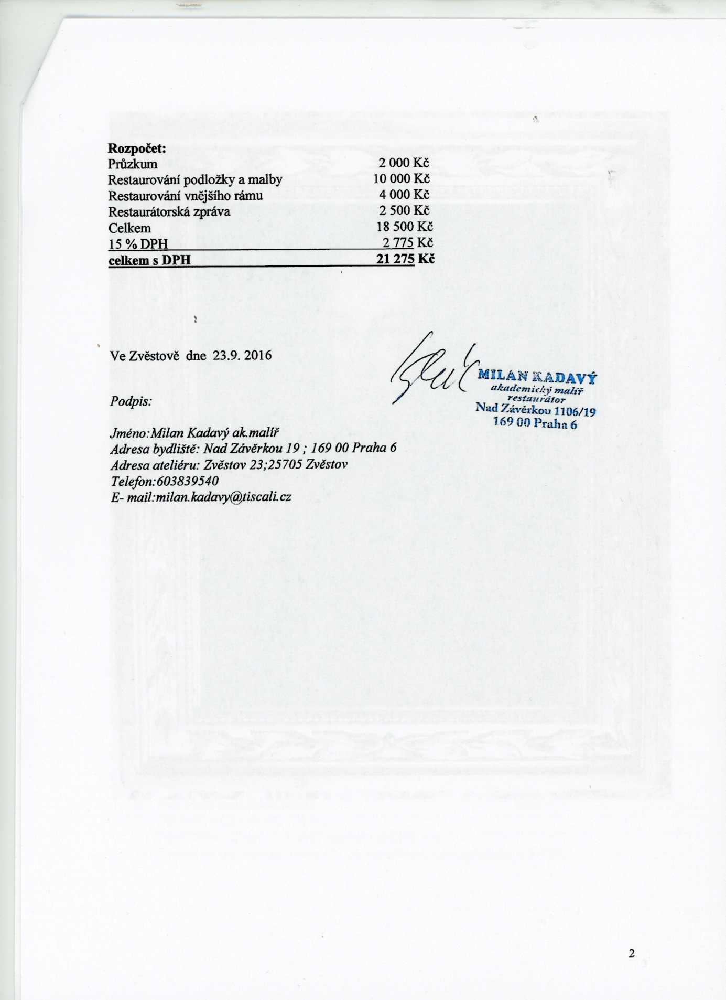 Rozpočet:
Průzkum 2 000 Kč
Restaurování podložky a malby 10 000 Kč
Restaurování vnějšího rámu 4 000 Kč
Restaurátorská zpráva 2 500 Kč
Celkem 18 500 Kč
15 % DPH 2 775 Kč
celkem s DPH 21 275 Kč
Ve Zvěstově dne 23.9. 2016
MILAN KADAVÝ
akademický malíř
restaurátor
Nad Závěrkou 1106/19
169 00 Praha 6
Podpis:
Jméno:Milan Kadavý ak.malíř
Adresa bydliště: Nad Závěrkou 19 ; 169 00 Praha 6
Adresa ateliéru: Zvěstov 23;25705 Zvěstov
Telefon:603839540
E- mail:milan.kadavy@tiscali.cz
2